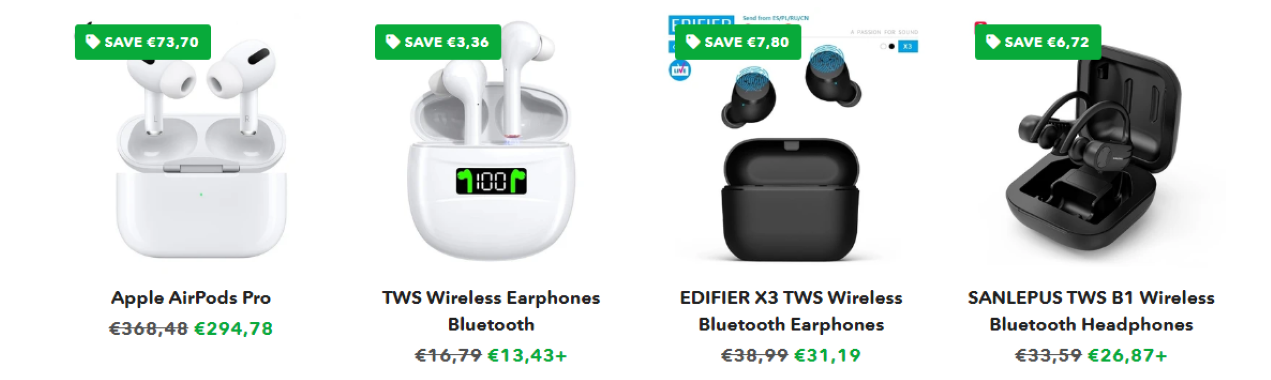 SAVE €73,70
Apple AirPods Pro
€368,48 €294,78
SAVE €3,36
100
TWS Wireless Earphones
Bluetooth
€16,79 €13,43+
EDIFIER
Send from ES/PL/RU/CN
SAVE €7,80
A PASSION FOR SOUND
X3
LIVE
EDIFIER X3 TWS Wireless
Bluetooth Earphones
€38,99 €31,19
SAVE €6,72
SANLEPUS TWS B1 Wireless
Bluetooth Headphones
€33,59 €26,87+